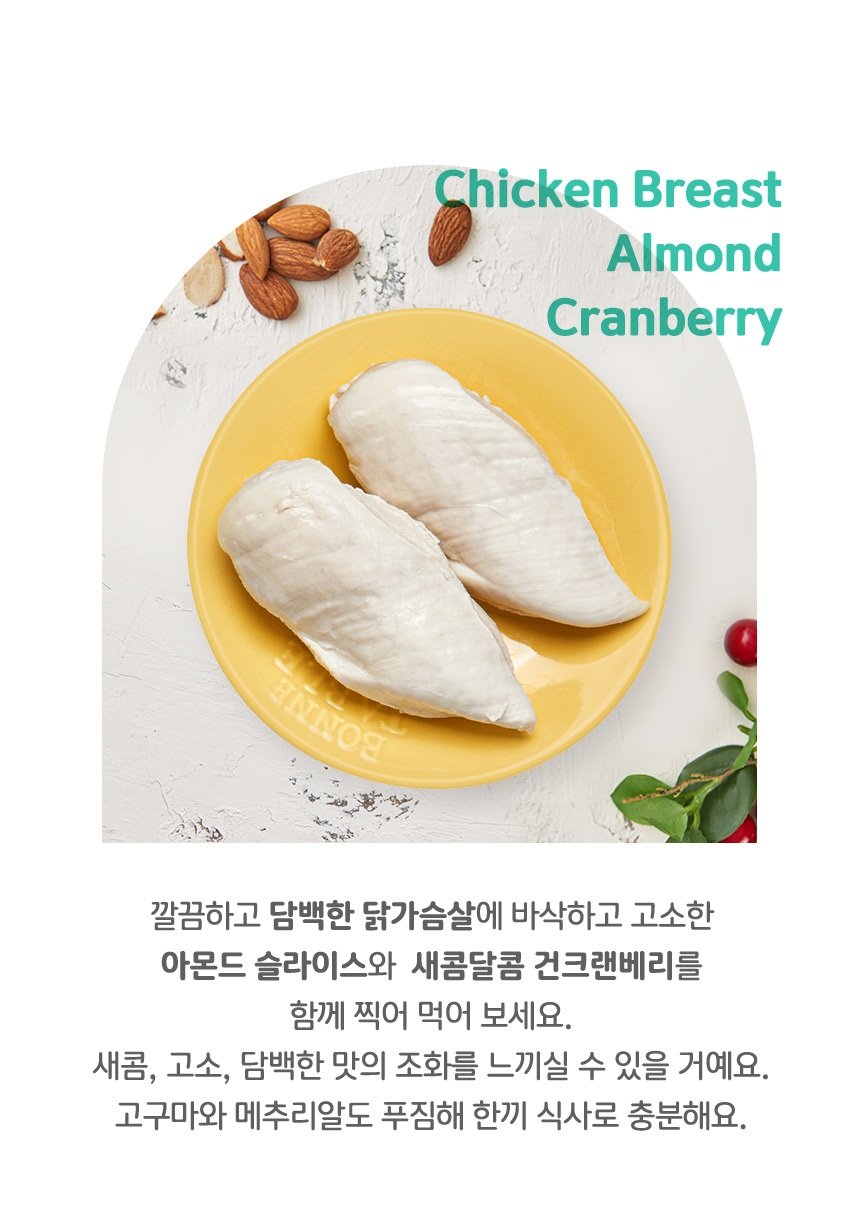 Chicken Breast
Almond
Cranberry
BONNE
TABLE
깔끔하고 담백한 닭가슴살에 바삭하고 고소한
아몬드 슬라이스와 새콤달콤 건크랜베리를
함께 찍어 먹어 보세요.
새콤, 고소, 담백한 맛의 조화를 느끼실 수 있을 거예요.
고구마와 메추리알도 푸짐해 한끼 식사로 충분해요.